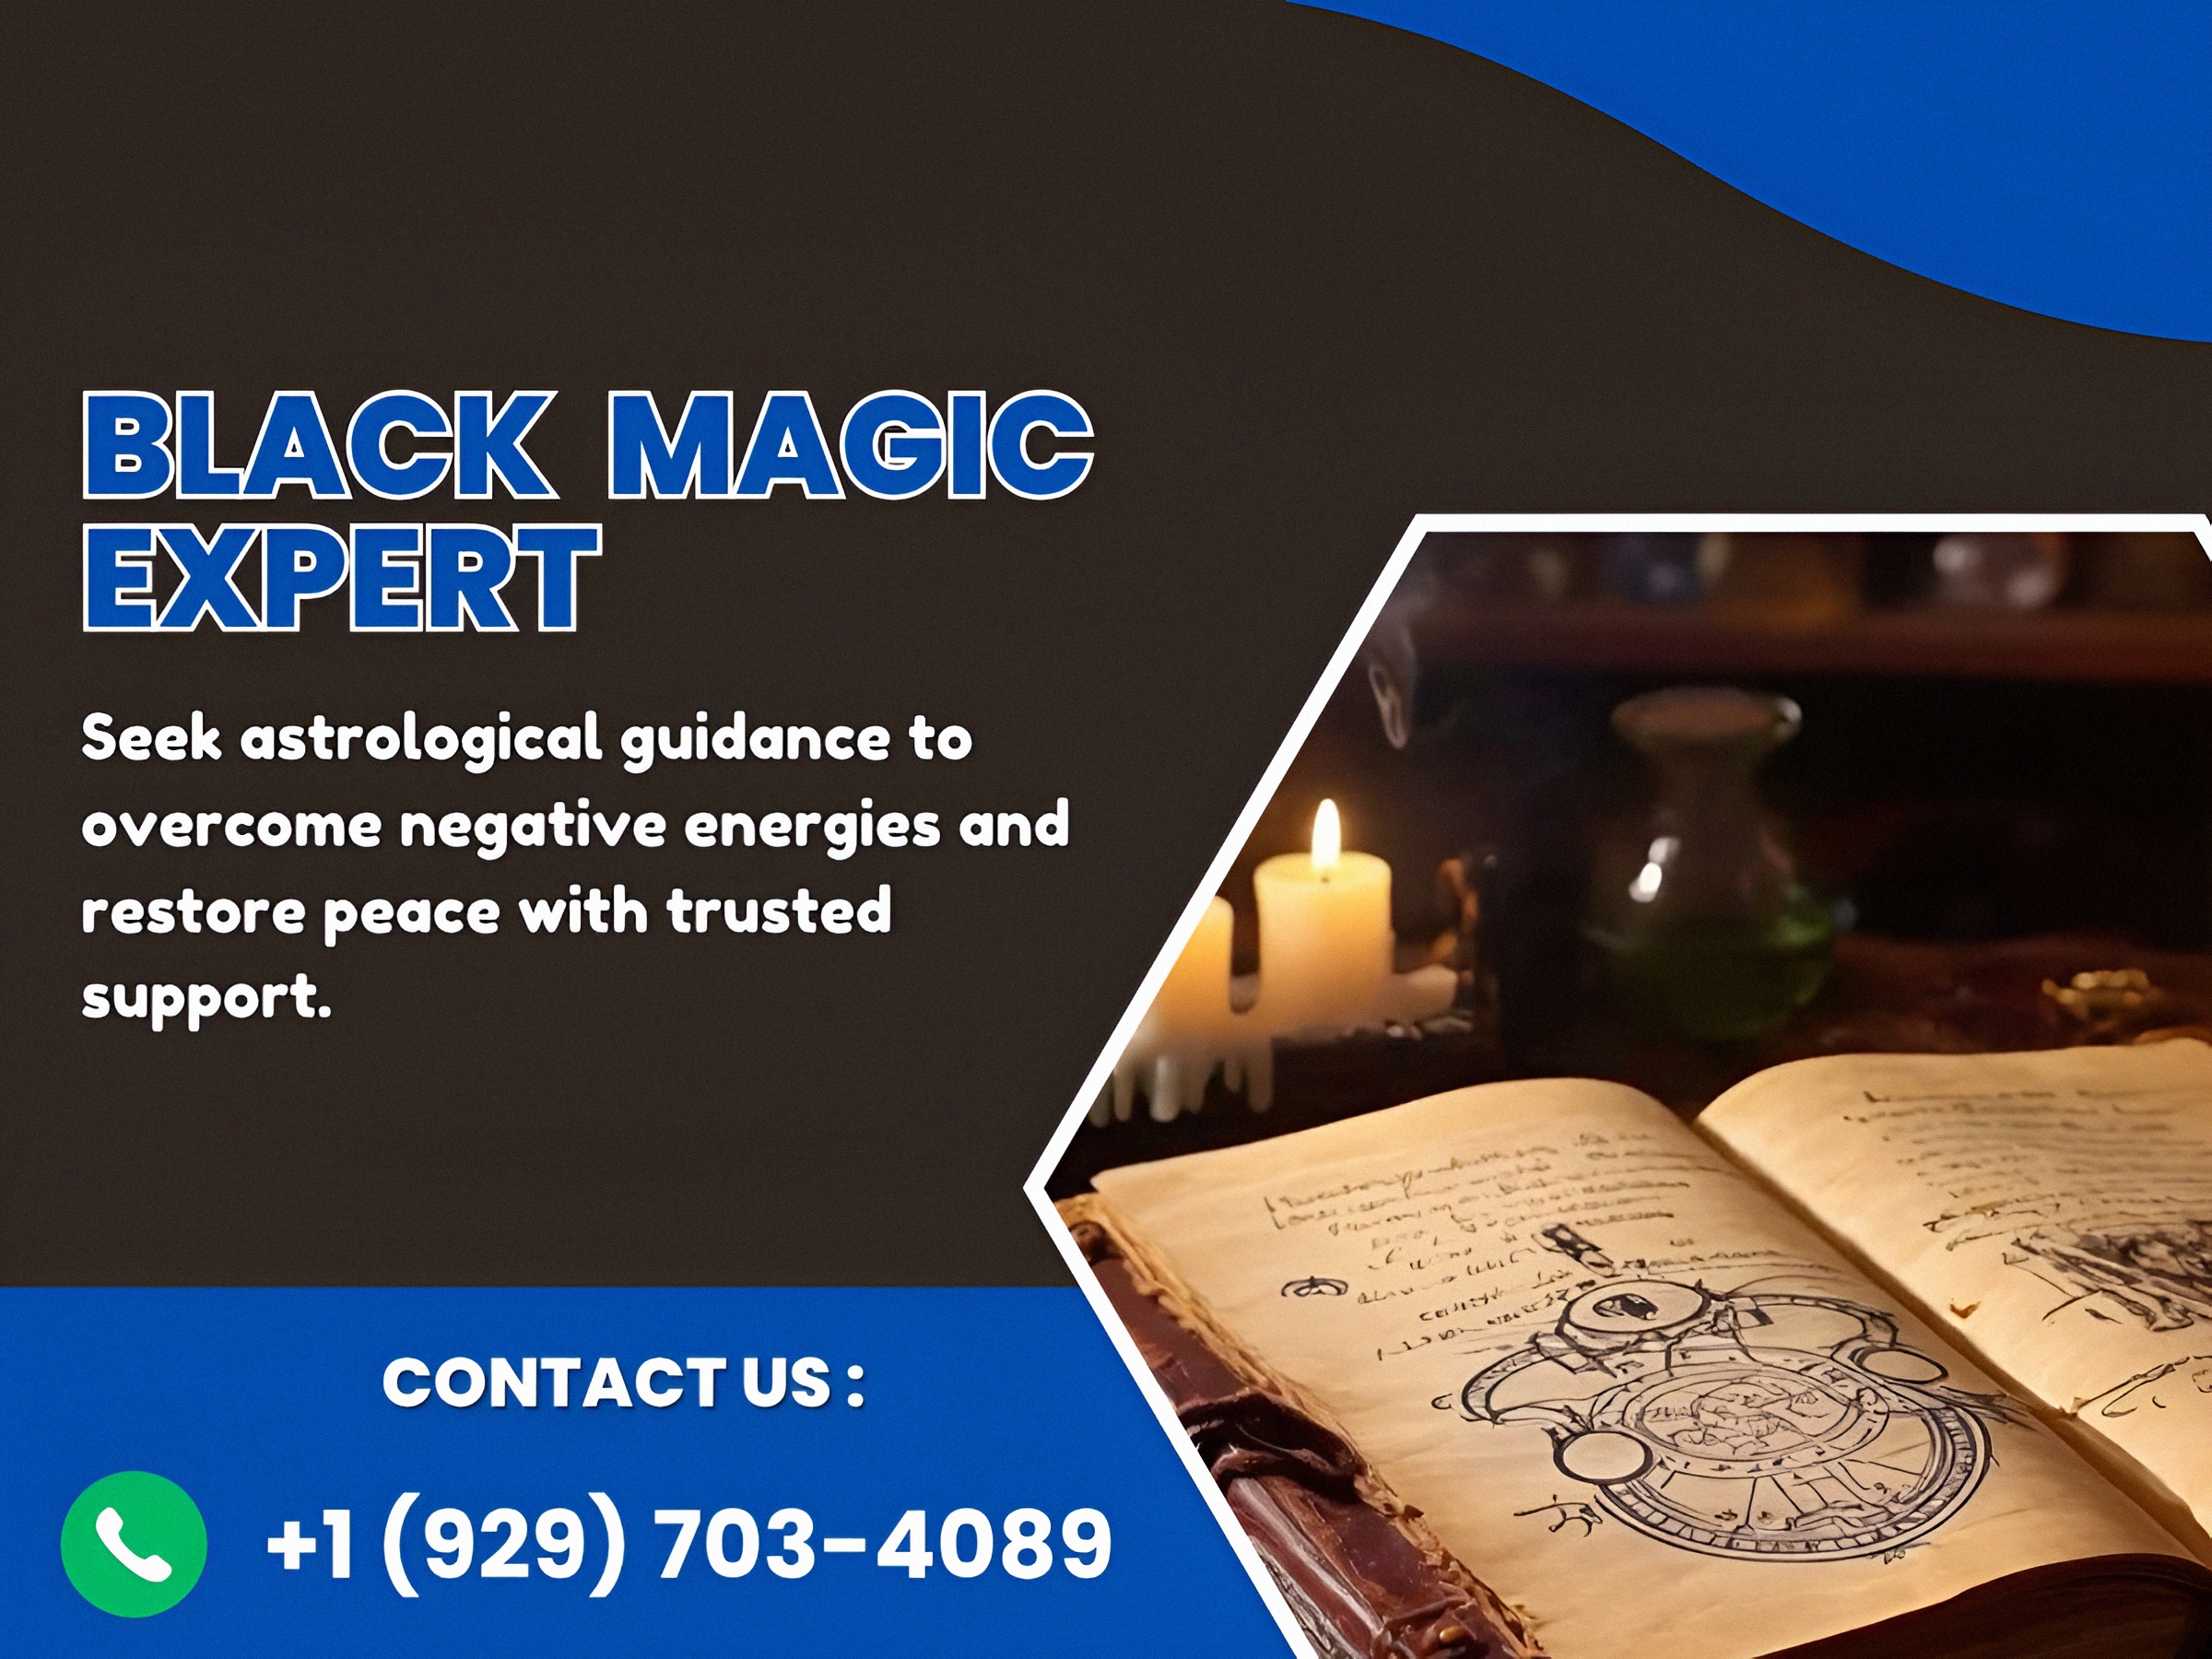 BLACK MAGIC
EXPERT
Seek astrological guidance to
overcome negative energies and
restore peace with trusted
support.
CONTACT US :
+1 (929) 703-4089